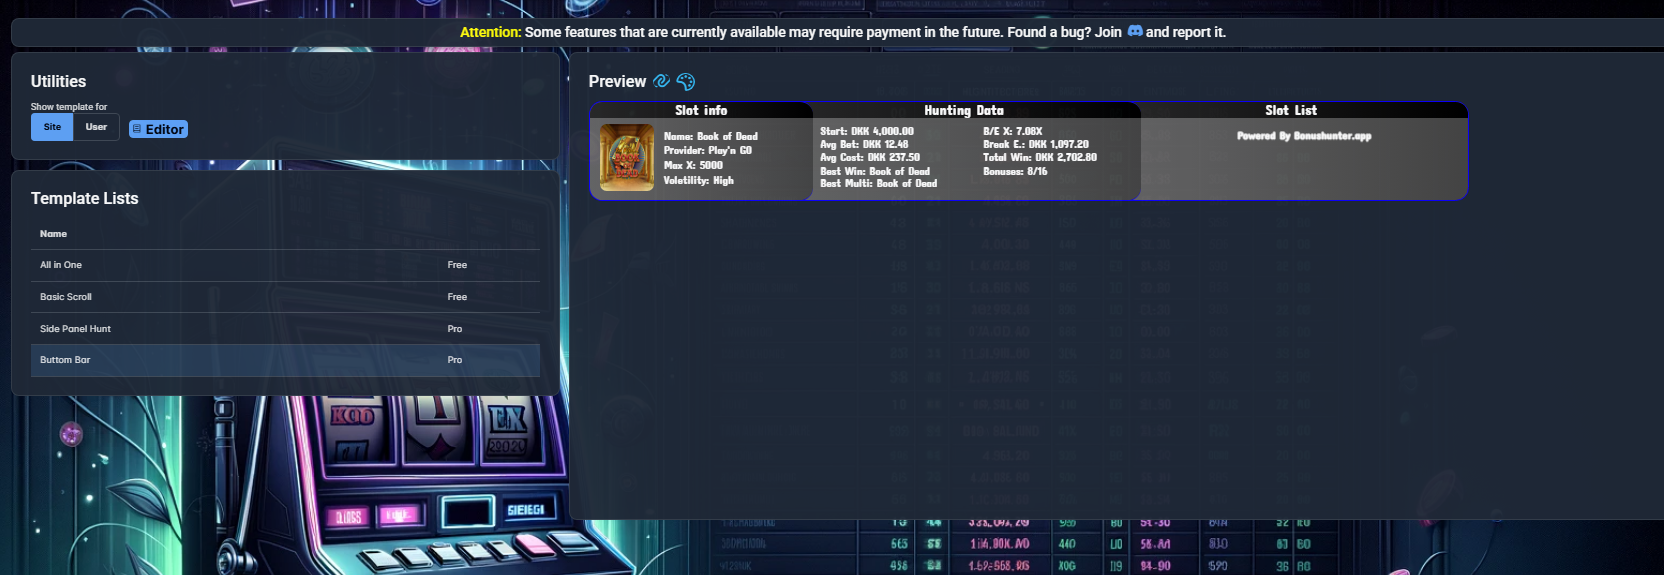 Attention: Some features that are currently available may require payment in the future. Found a bug? Join and report it.
Utilities
Show template for
Site User Editor
Template Lists
Name
All in One Free
Basic Scroll Free
Side Panel Hunt Pro
Buttom Bar Pro
Preview
Slot info
Name: Book of Dead
Provider: Play'n GO
Max X: 5000
Voletility: High
Hunting Data
Start: DKK 4,000.00
Avg Bet: DKK 12.48
Avg Cost: DKK 237.50
Best Win: Book of Dead
Best Multi: Book of Dead
B/E X: 7.08X
Break E.: DKK 1,097.20
Total Win: DKK 2,702.80
Bonuses: 8/16
Slot List
Powered By Bonushunter.app